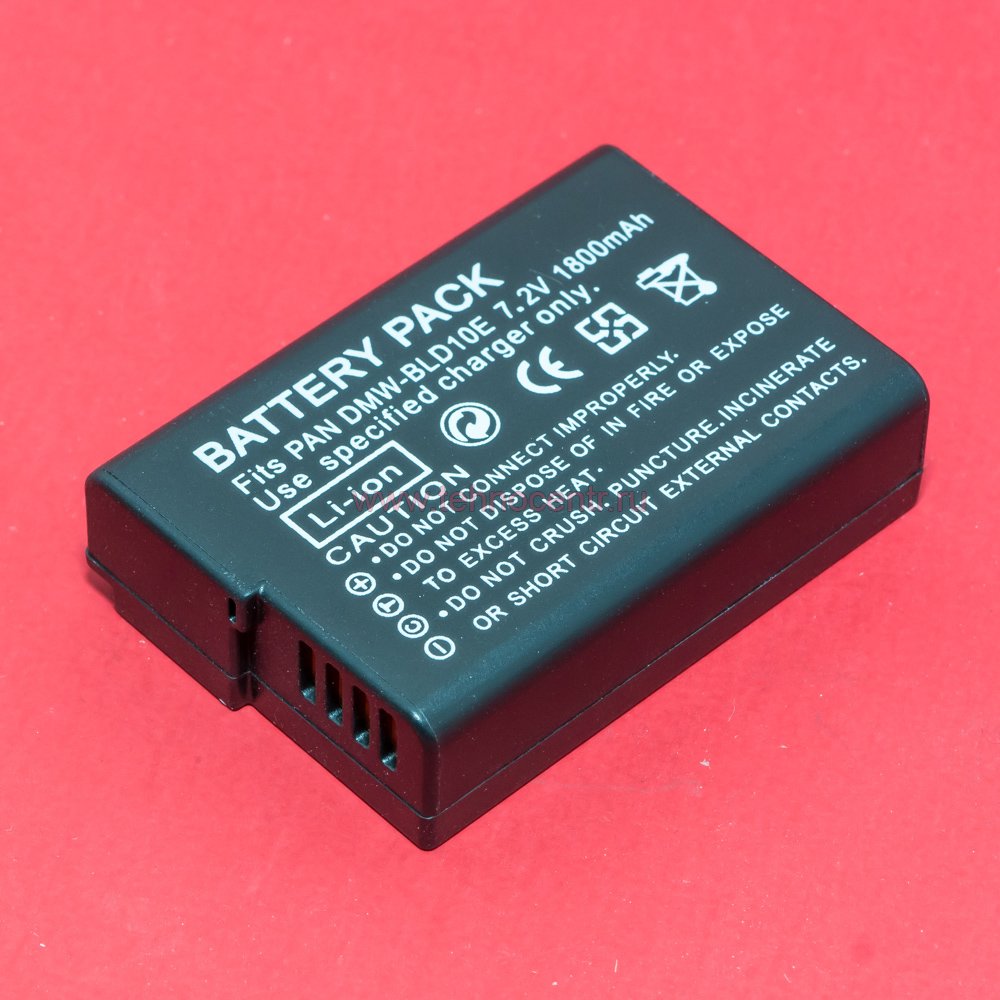 BATTERY PACK
Fits PAN DMW-BLD10E 7.2V 1800mAh
Use specified charger only.
Li-ion
CE
CAUTION
•DO NOT CONNECT IMPROPERLY.
•DO NOT DISPOSE OF IN FIRE OR EXPOSE
TO EXCESS HEAT.
•DO NOT CRUSH,PUNCTURE.INCINERATE
OR SHORT CIRCUIT EXTERNAL CONTACTS.
+ T C -
www.tehnocentr.ru